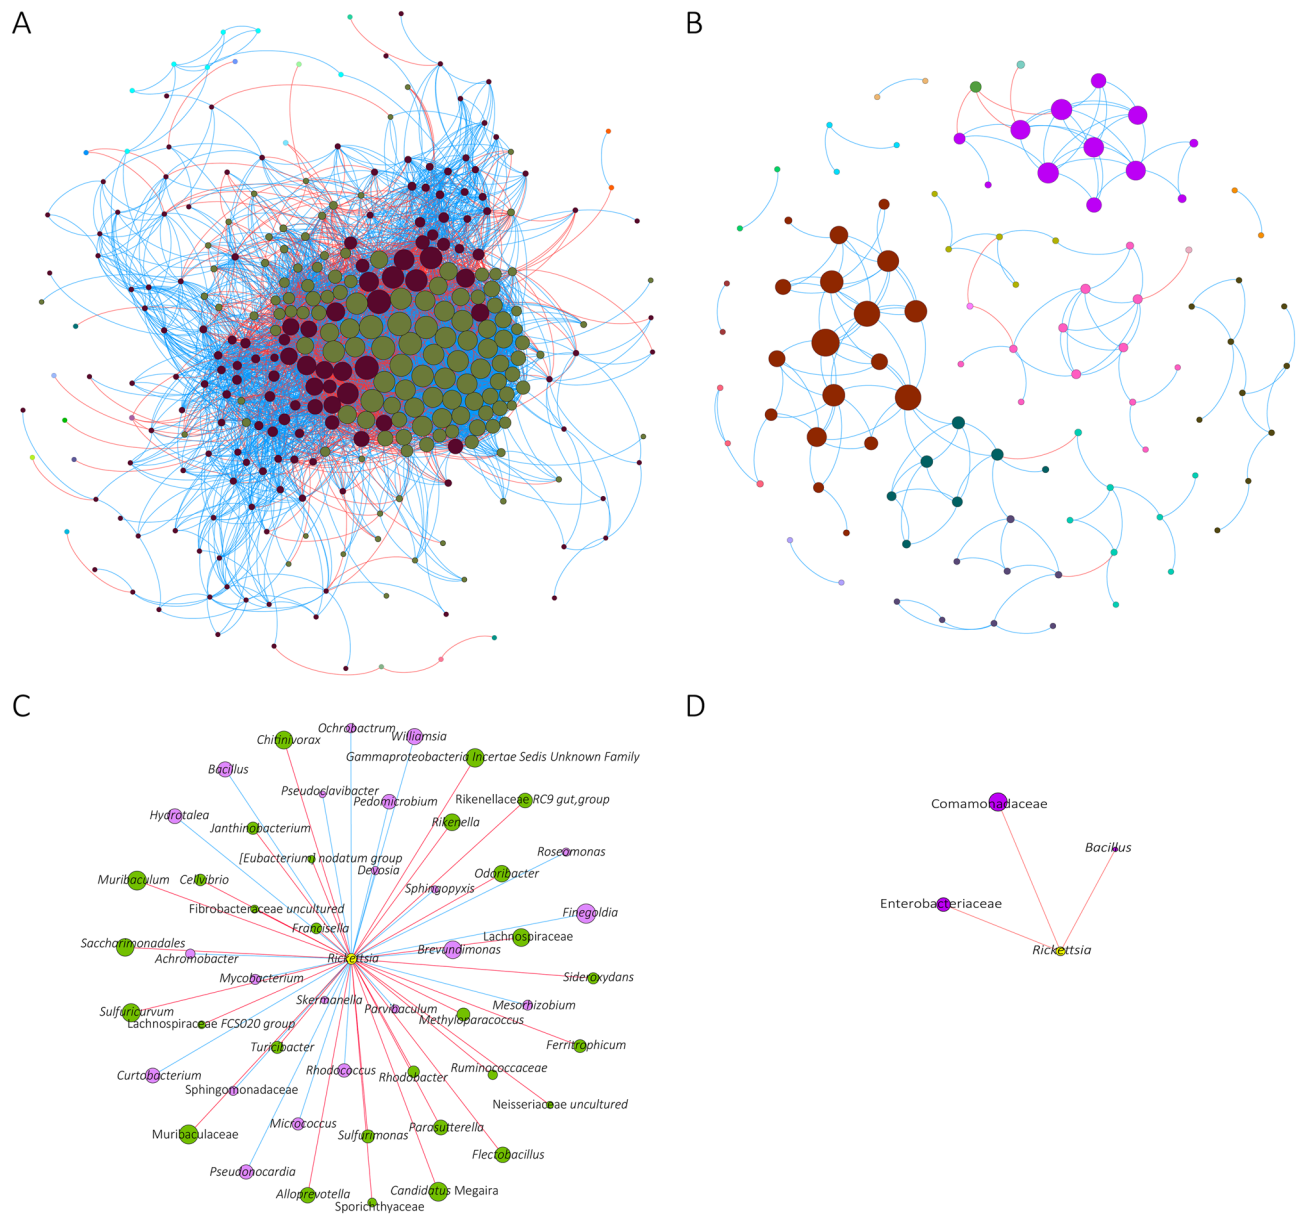 A
B
C
D
Ochrobactrum
Williamsia
Chitinivorax
Gammaproteobacteria Incertae Sedis Unknown Family
Bacillus
Pseudoclavibacter
Pedomicrobium
Rikenellaceae RC9 gut,group
Hydrotalea
Janthinobacterium
Rikenella
[Eubacterium] nodatum group
Devosia
Roseomonas
Muribaculum
Cellvibrio
Sphingopyxis
Odoribacter
Fibrobacteraceae uncultured
Finegoldia
Francisella
Lachnospiraceae
Saccharimonadales
Achromobacter
Rickettsia
Brevundimonas
Mycobacterium
Sideroxydans
Skermanella
Parvibaculum
Mesorhizobium
Sulfuricurvum
Lachnospiraceae FCS020 group
Methyloparacoccus
Turicibacter
Ferritrophicum
Curtobacterium
Sphingomonadaceae
Rhodococcus
Rhodobacter
Ruminococcaceae
Neisseriaceae uncultured
Micrococcus
Muribaculaceae
Sulfurimonas
Parasutterella
Flectobacillus
Pseudonocardia
Alloprevotella
Sporichthyaceae
Candidatus Megaira
Comamonadaceae
Bacillus
Enterobacteriaceae
Rickettsia